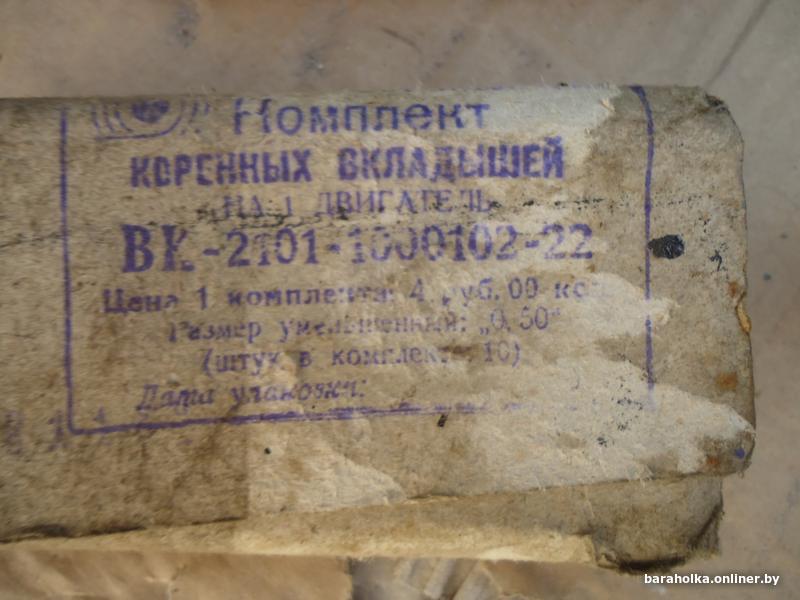 Комплект
КОРЕННЫХ ВКЛАДЫШЕЙ
НА 1 ДВИГАТЕЛЬ
ВК-2101-1000102-22
Цена 1 комплекта: 4 руб. 00 коп.
Размер уменьшенный: „0,50“
(штук в комплекте 10)
Дата упаковки:
baraholka.onliner.by